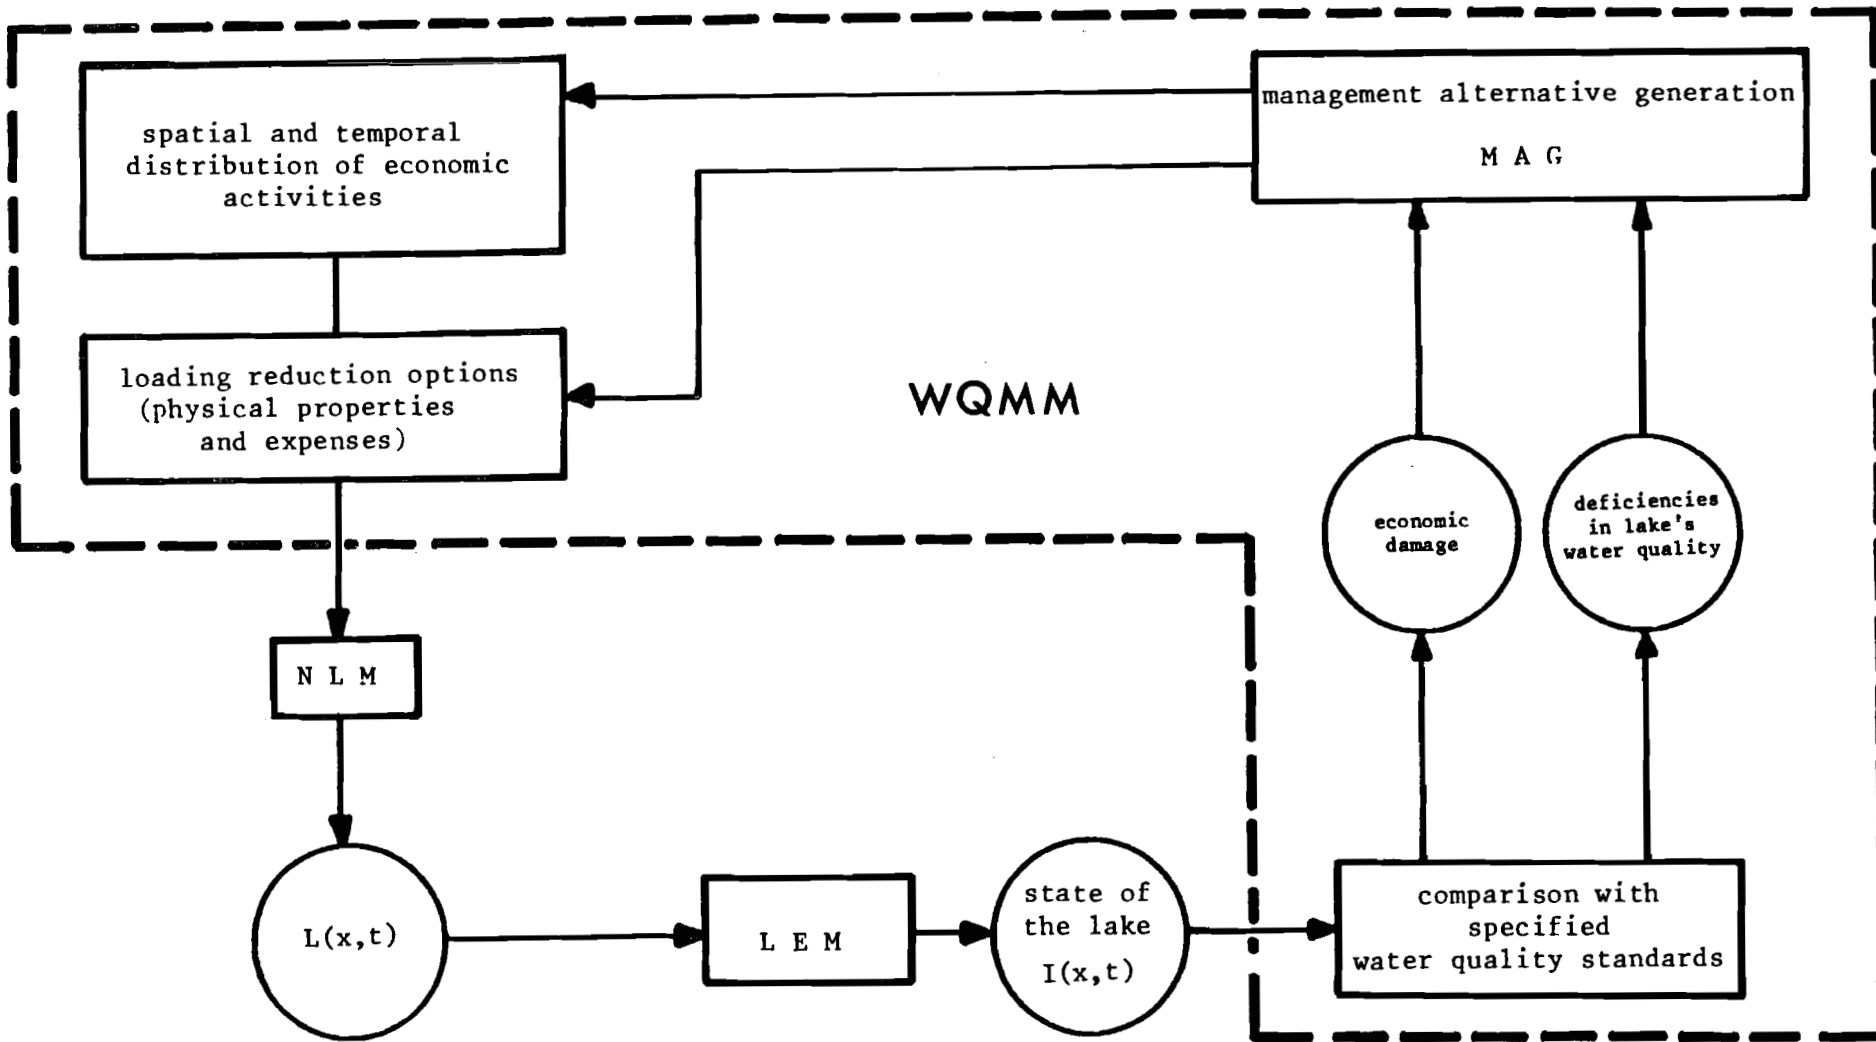 management alternative generation
M A G
spatial and temporal
distribution of economic
activities
loading reduction options
(physical properties
and expenses)
WQMM
economic
damage
deficiencies
in lake's
water quality
N L M
L(x,t)
L E M
state of
the lake
I(x,t)
comparison with
specified
water quality standards